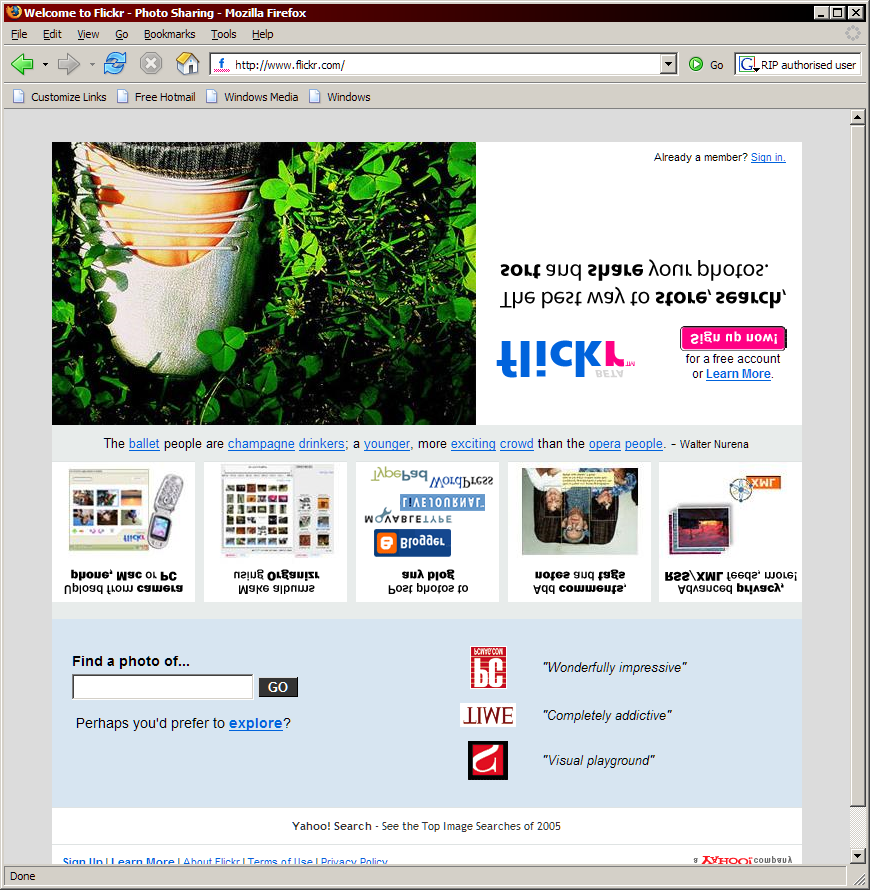 Welcome to Flickr - Photo Sharing - Mozilla Firefox
File Edit View Go Bookmarks Tools Help
http://www.flickr.com/ Go RIP authorised user
Customize Links Free Hotmail Windows Media Windows
Already a member? Sign in.
The best way to store, search,
sort and share your photos.
flickr™
BETA
Sign up now!
for a free account
or Learn More.
The ballet people are champagne drinkers; a younger, more exciting crowd than the opera people. - Walter Nurena
flickr
Upload from camera
phone, Mac or PC
Make albums
using Organizr
TypePad WordPress
LIVEJOURNAL™
MOVABLETYPE
Blogger
Post photos to
any blog
Add comments,
notes and tags
XML
Advanced privacy,
RSS/XML feeds, more!
Find a photo of...
GO
Perhaps you'd prefer to explore?
PCMAG.COM
PC
"Wonderfully impressive"
TIME
"Completely addictive"
"Visual playground"
Yahoo! Search - See the Top Image Searches of 2005
Sign Up | Learn More | About Flickr | Terms of Use | Privacy Policy
a YAHOO! company
Done